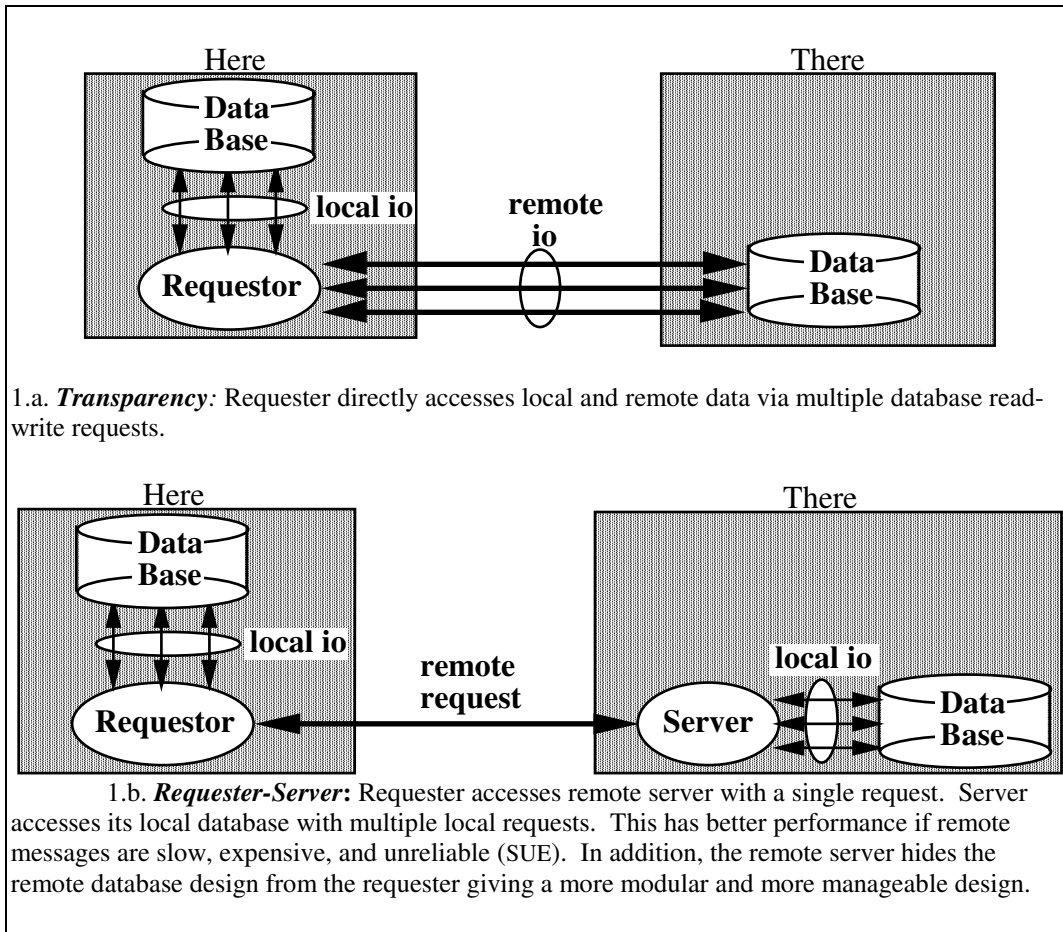 Here
There
Data
Base
local io
Requestor
remote
io
Data
Base
1.a. Transparency: Requester directly accesses local and remote data via multiple database read-
write requests.
Here
There
Data
Base
local io
Requestor
remote
request
local io
Server
Data
Base
1.b. Requester-Server: Requester accesses remote server with a single request. Server
accesses its local database with multiple local requests. This has better performance if remote
messages are slow, expensive, and unreliable (SUE). In addition, the remote server hides the
remote database design from the requester giving a more modular and more manageable design.